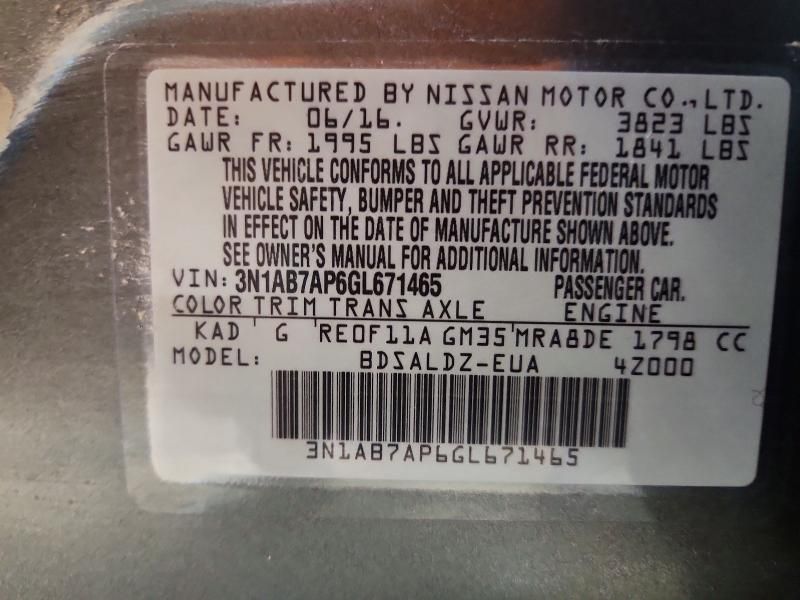 MANUFACTURED BY NISSAN MOTOR CO., LTD.
DATE: 06/16. GVWR: 3823 LBS
GAWR FR: 1995 LBS GAWR RR: 1841 LBS
THIS VEHICLE CONFORMS TO ALL APPLICABLE FEDERAL MOTOR
VEHICLE SAFETY, BUMPER AND THEFT PREVENTION STANDARDS
IN EFFECT ON THE DATE OF MANUFACTURE SHOWN ABOVE.
SEE OWNER'S MANUAL FOR ADDITIONAL INFORMATION.
VIN: 3N1AB7AP6GL671465 PASSENGER CAR.
COLOR TRIM TRANS AXLE ENGINE
KAD G RE0F11A GM35 MRA8DE 1798 CC
MODEL: BDSALDZ-EUA 4Z000
3N1AB7AP6GL671465